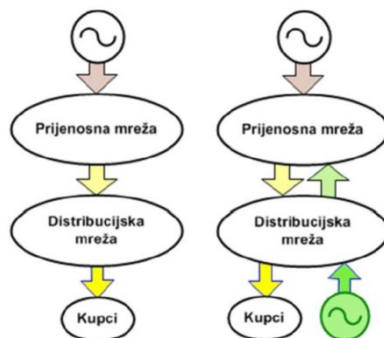 Prijenosna mreža
Distribucijska
mreža
Kupci
Prijenosna mreža
Distribucijska
mreža
Kupci